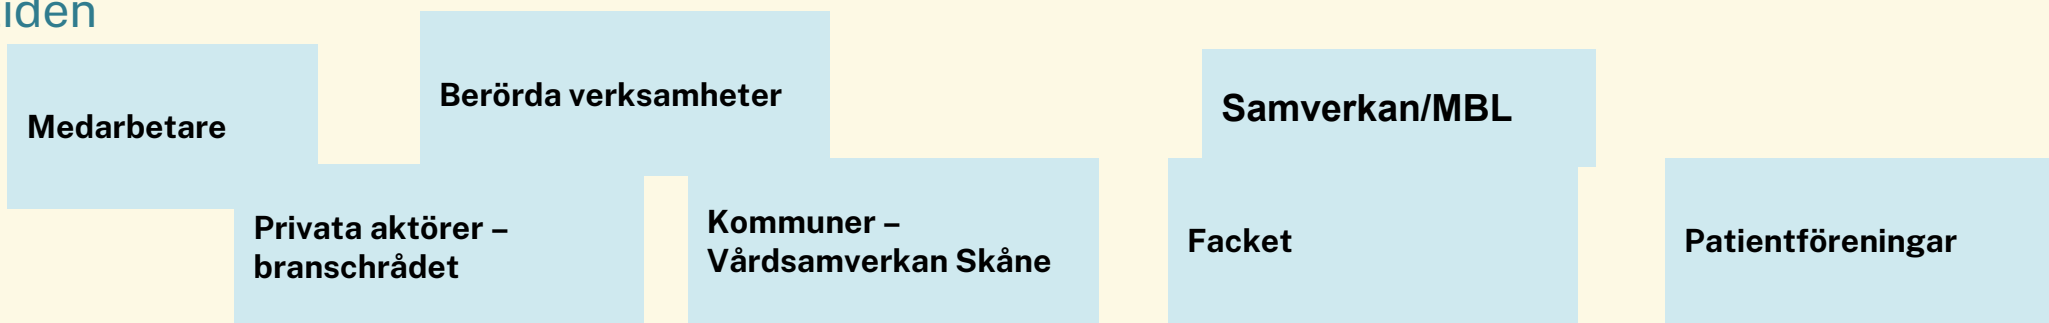 iden
Berörda verksamheter
Samverkan/MBL
Medarbetare
Privata aktörer –
branschrådet
Kommuner –
Vårdsamverkan Skåne
Facket
Patientföreningar